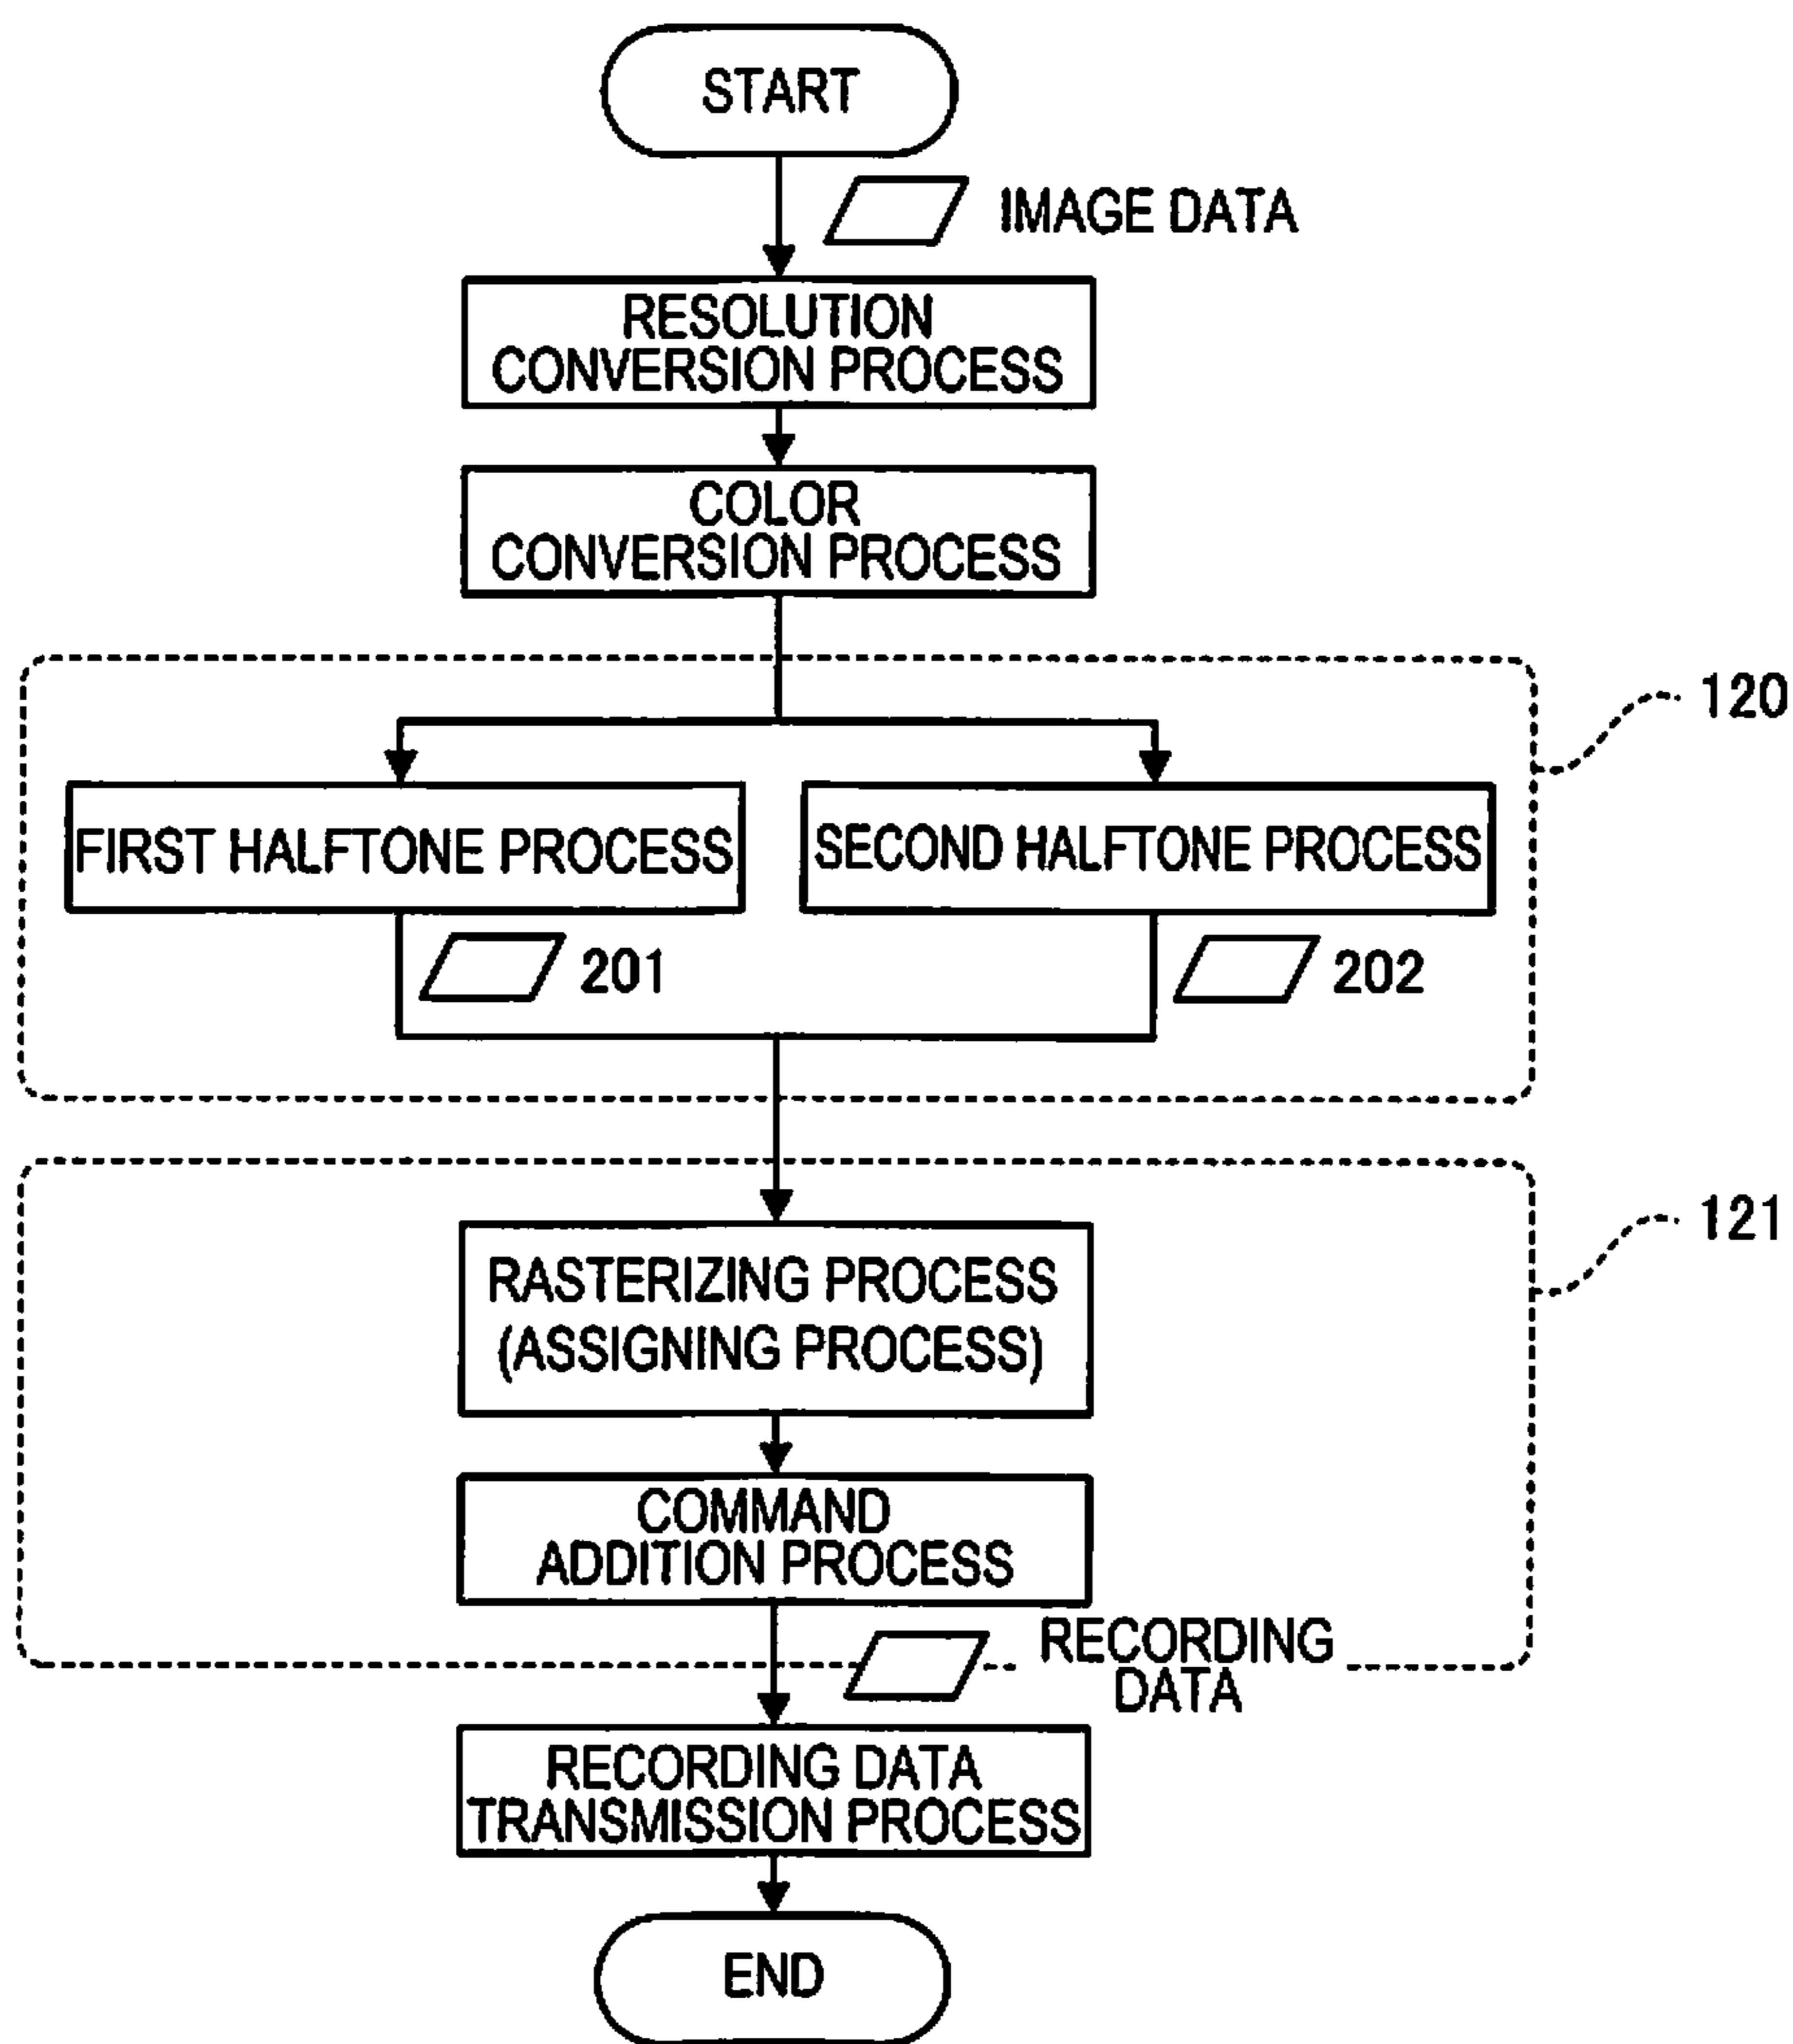 START
IMAGE DATA
RESOLUTION
CONVERSION PROCESS
COLOR
CONVERSION PROCESS
120
FIRST HALFTONE PROCESS
SECOND HALFTONE PROCESS
201
202
121
RASTERIZING PROCESS
(ASSIGNING PROCESS)
COMMAND
ADDITION PROCESS
RECORDING
DATA
RECORDING DATA
TRANSMISSION PROCESS
END